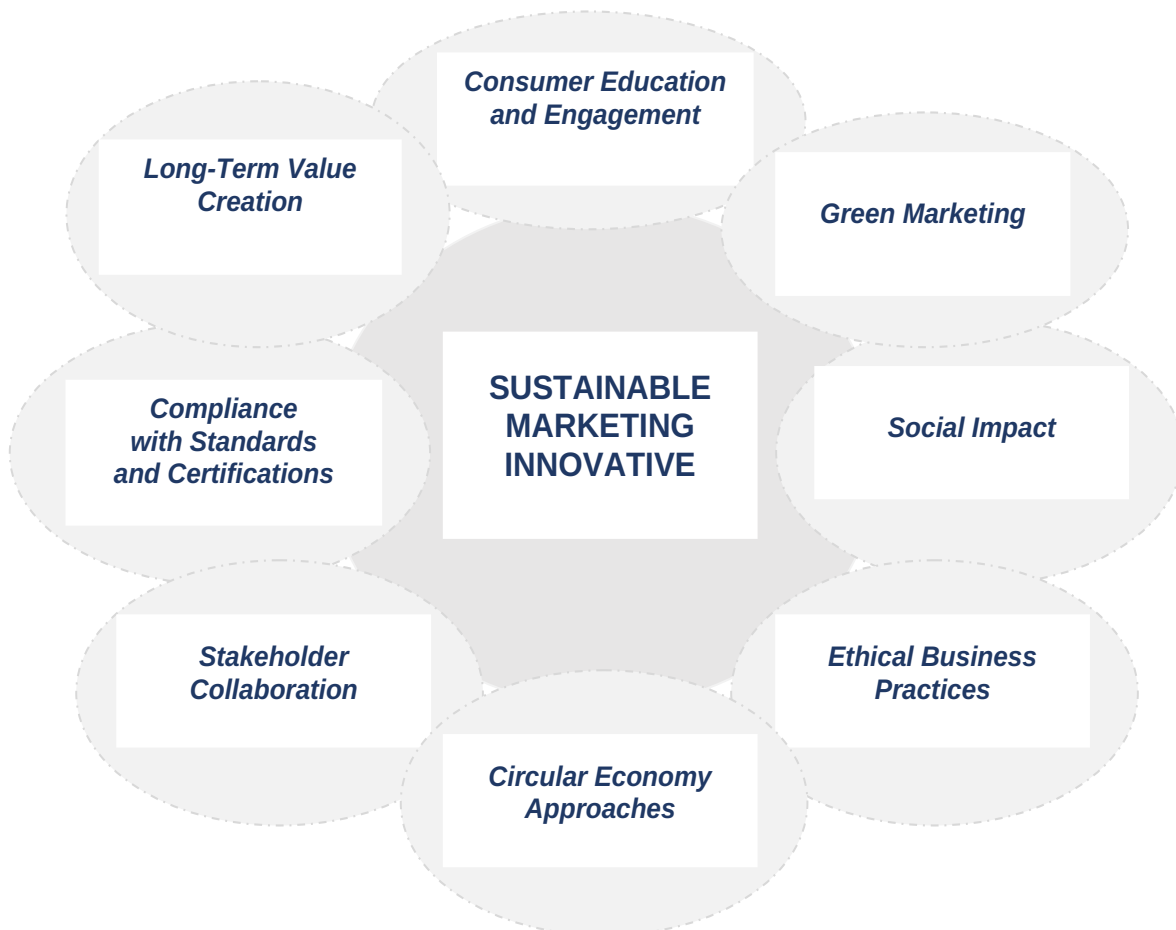 Consumer Education
and Engagement
Long-Term Value
Creation
Green Marketing
SUSTAINABLE
MARKETING
INNOVATIVE
Compliance
with Standards
and Certifications
Social Impact
Stakeholder
Collaboration
Ethical Business
Practices
Circular Economy
Approaches